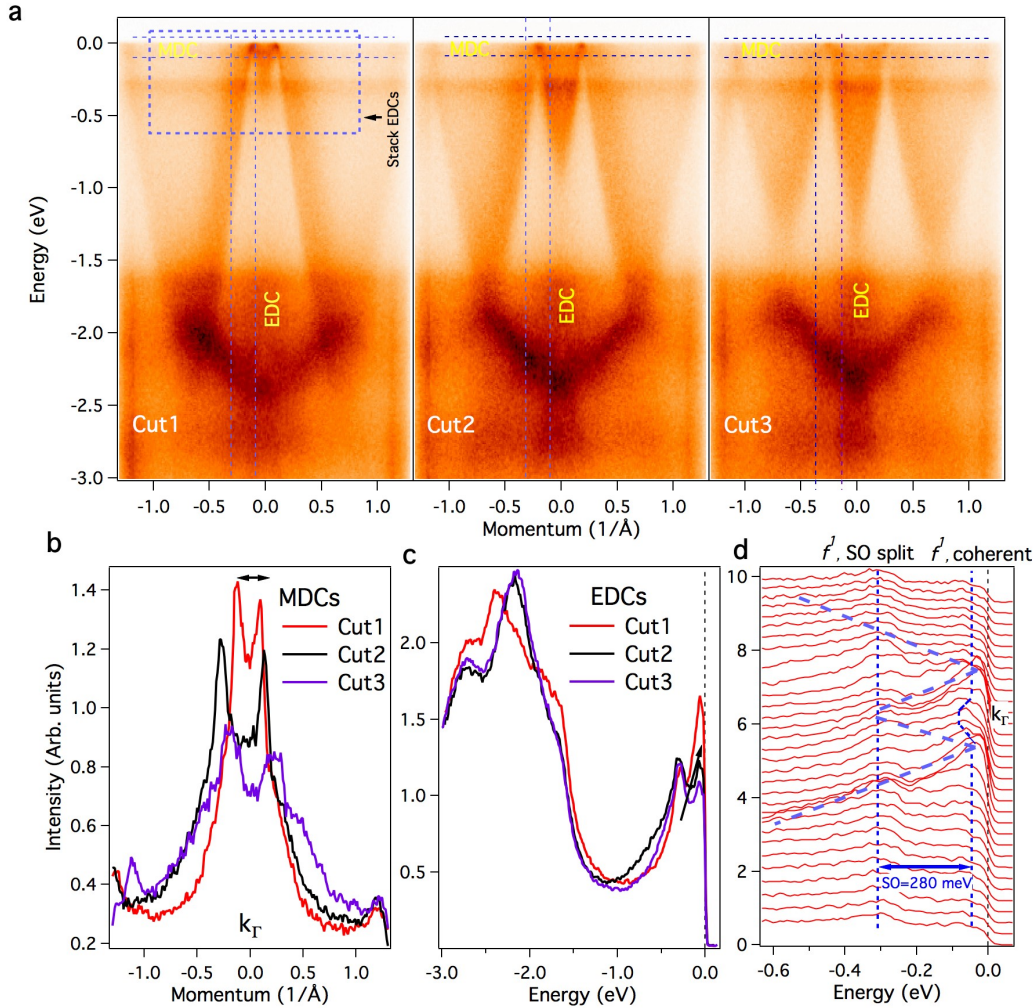 a
MDC
MDC
MDC
Stack EDCs
EDC
EDC
EDC
Cut1
Cut2
Cut3
Energy (eV)
0.0
-0.5
-1.0
-1.5
-2.0
-2.5
-3.0
-1.0 -0.5 0.0 0.5 1.0
-1.0 -0.5 0.0 0.5 1.0
-1.0 -0.5 0.0 0.5 1.0
Momentum (1/Å)
b
MDCs
Cut1
Cut2
Cut3
kΓ
Intensity (Arb. units)
1.4
1.2
1.0
0.8
0.6
0.4
0.2
-1.0 -0.5 0.0 0.5 1.0
Momentum (1/Å)
c
EDCs
Cut1
Cut2
Cut3
2.0
1.5
1.0
0.5
-3.0 -2.0 -1.0 0.0
Energy (eV)
d
f¹, SO split
f¹, coherent
kΓ
SO=280 meV
10
8
6
4
2
0
-0.6 -0.4 -0.2 0.0
Energy (eV)